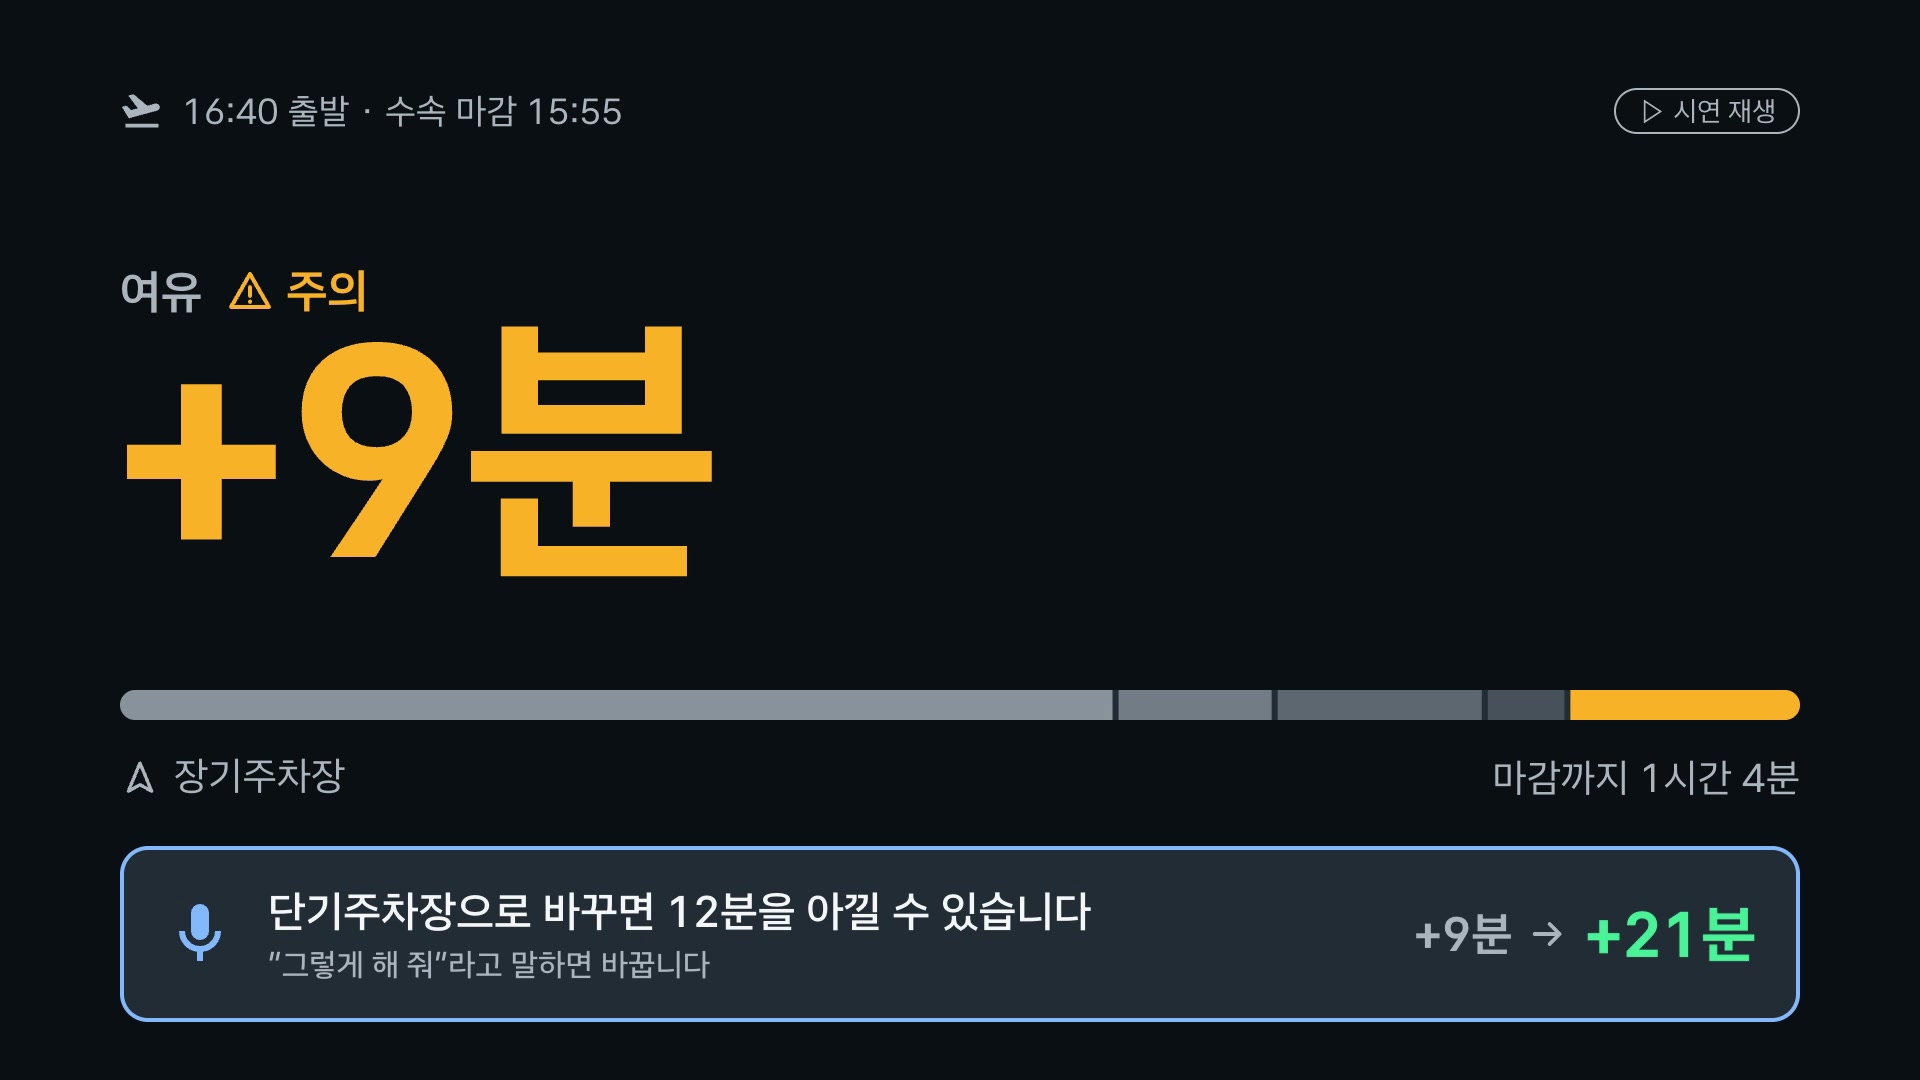 16:40 출발 · 수속 마감 15:55
시연 재생
여유 주의
+9분
장기주차장
마감까지 1시간 4분
단기주차장으로 바꾸면 12분을 아낄 수 있습니다
"그렇게 해 줘"라고 말하면 바꿉니다
+9분 → +21분